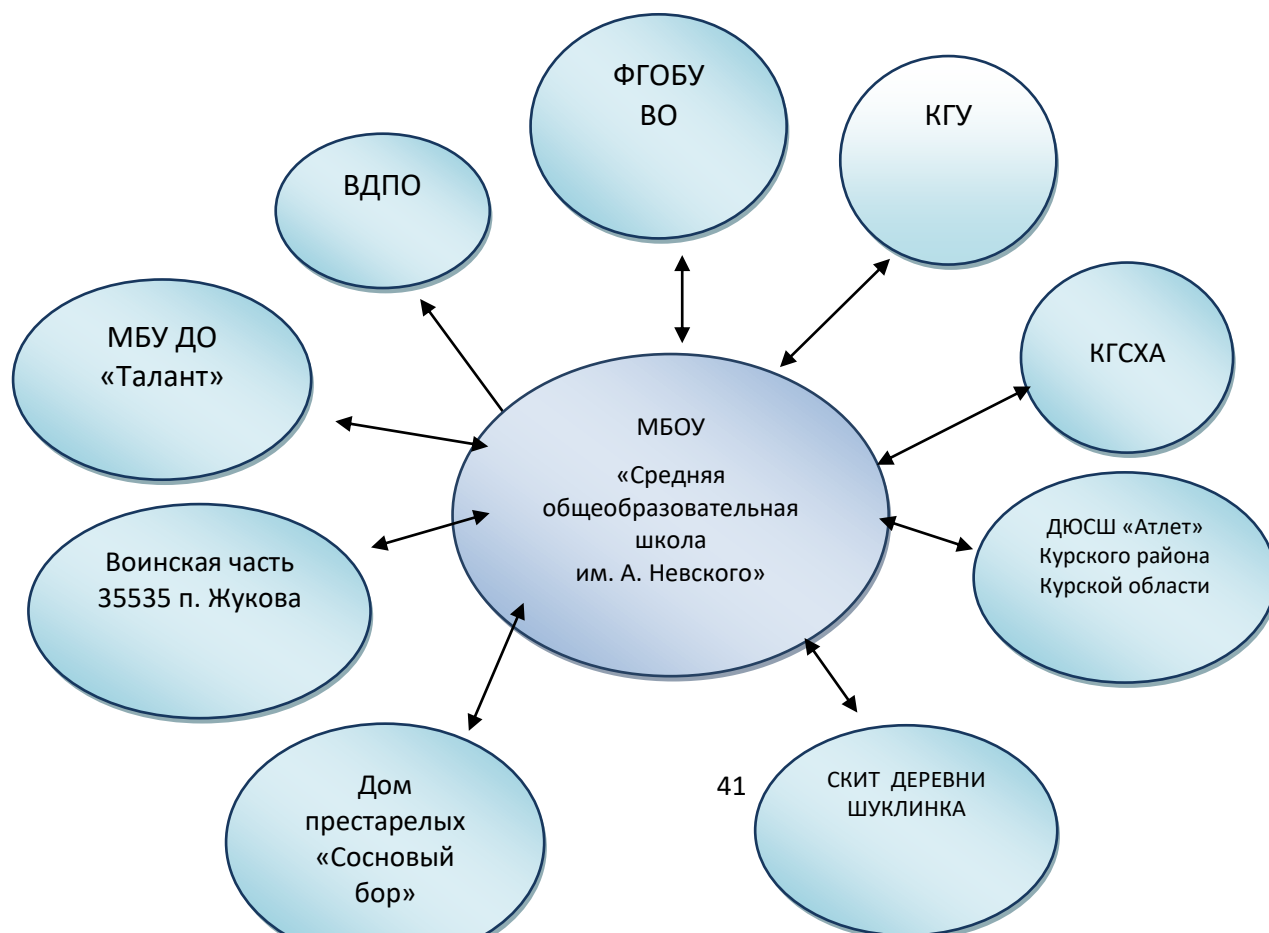 ФГОБУ
ВО
КГУ
ВДПО
МБУ ДО
«Талант»
КГСХА
МБОУ
«Средняя
общеобразовательная
школа
им. А. Невского»
ДЮСШ «Атлет»
Курского района
Курской области
Воинская часть
35535 п. Жукова
Дом
престарелых
«Сосновый
бор»
41
СКИТ ДЕРЕВНИ
ШУКЛИНКА